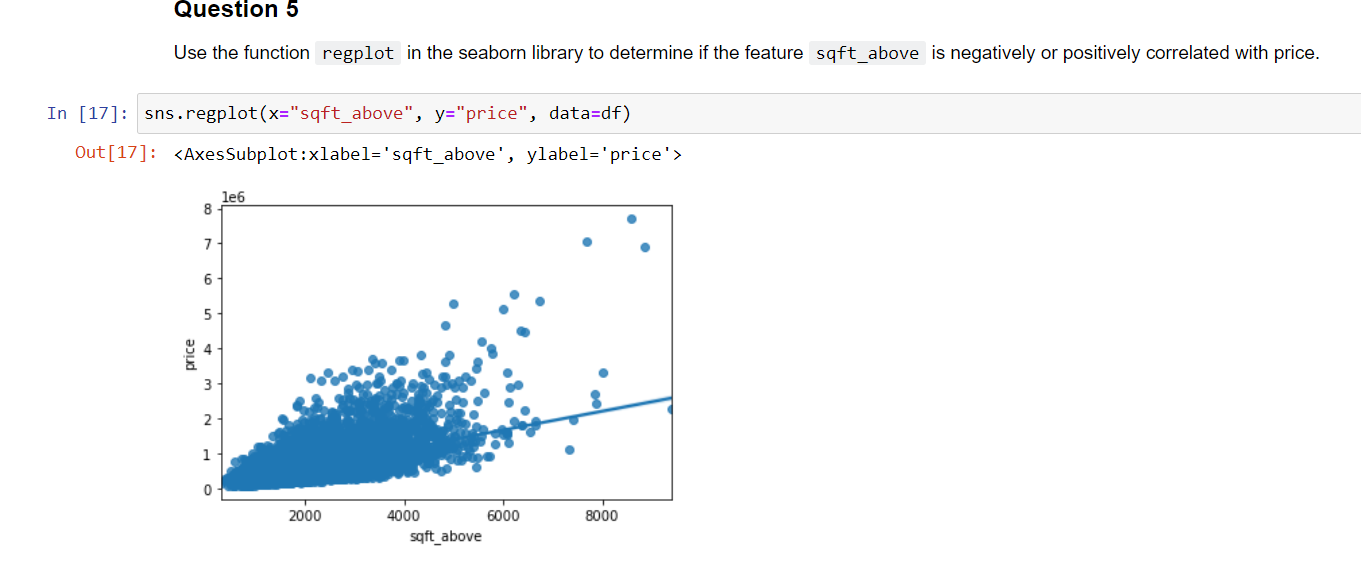 Question 5
Use the function regplot in the seaborn library to determine if the feature sqft_above is negatively or positively correlated with price.
In [17]: sns.regplot(x="sqft_above", y="price", data=df)
Out[17]: <AxesSubplot:xlabel='sqft_above', ylabel='price'>
1e6
8
7
6
5
4
3
2
1
0
price
2000 4000 6000 8000
sqft_above